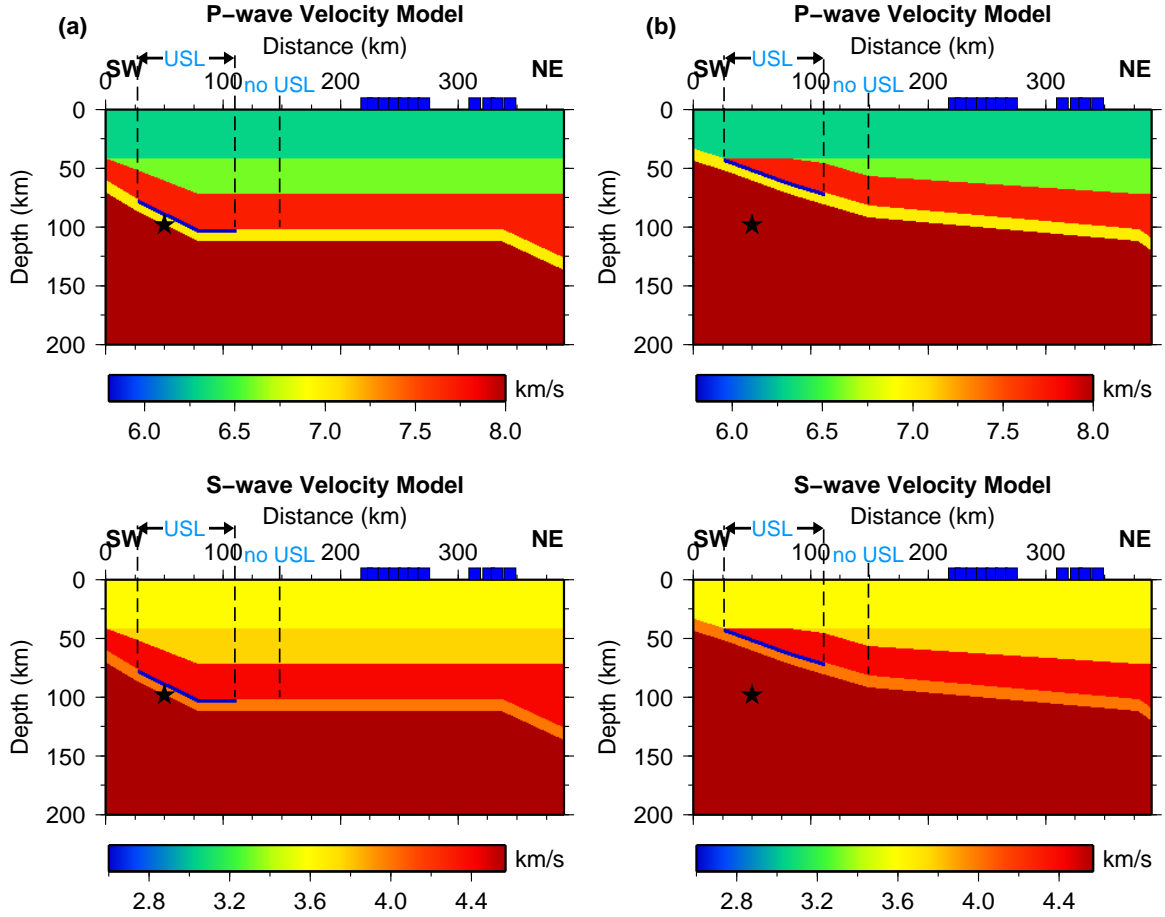 (a)
P-wave Velocity Model
Distance (km)
SW USL NE
0 100 200 300
no USL
Depth (km)
0
50
100
150
200
km/s
6.0 6.5 7.0 7.5 8.0
(b)
P-wave Velocity Model
Distance (km)
SW USL NE
0 100 200 300
no USL
Depth (km)
0
50
100
150
200
km/s
6.0 6.5 7.0 7.5 8.0
S-wave Velocity Model
Distance (km)
SW USL NE
0 100 200 300
no USL
Depth (km)
0
50
100
150
200
km/s
2.8 3.2 3.6 4.0 4.4
S-wave Velocity Model
Distance (km)
SW USL NE
0 100 200 300
no USL
Depth (km)
0
50
100
150
200
km/s
2.8 3.2 3.6 4.0 4.4